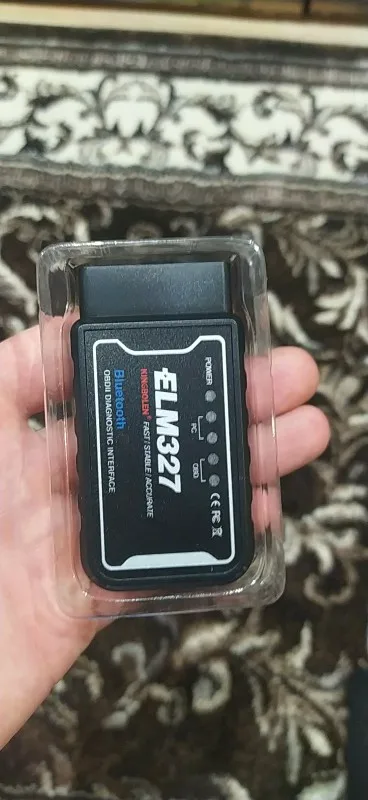 POWER
PC
OBD
CE FC
ELM327
KINGBOLEN® FAST / STABLE / ACCURATE
Bluetooth
OBDII DIAGNOSTIC INTERFACE